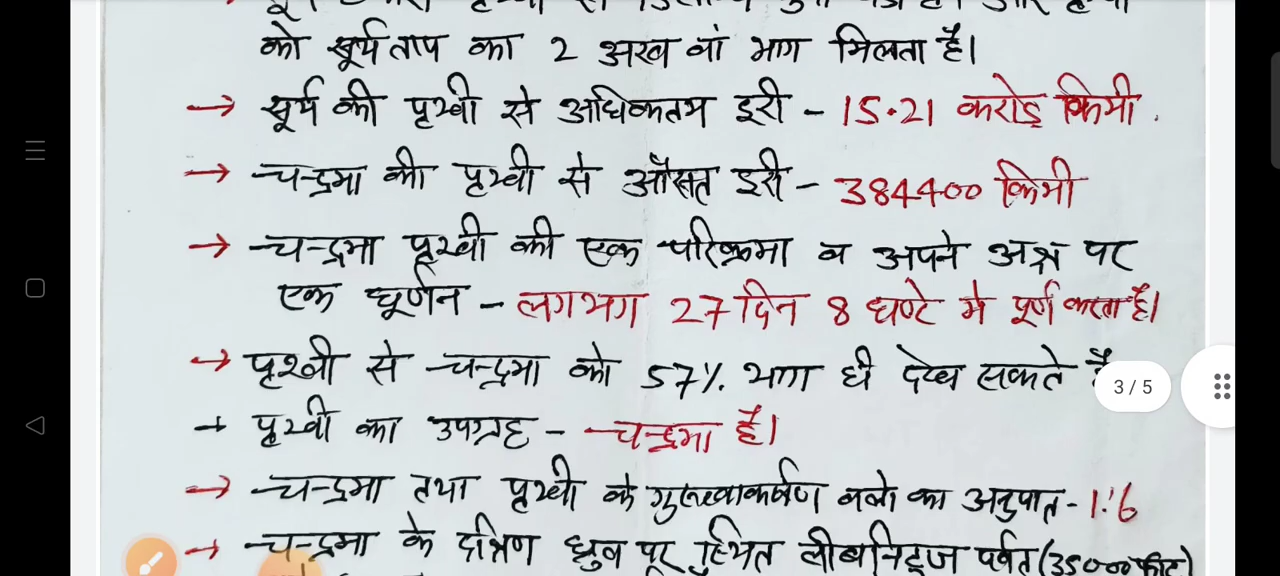 को सूर्यताप का 2 अरब वां भाग मिलता है।
→ सूर्य की पृथ्वी से अधिकतम दूरी - 15.21 करोड़ किमी.
→ चन्द्रमा की पृथ्वी से औसत दूरी - 384400 किमी
→ चन्द्रमा पृथ्वी की एक परिक्रमा व अपने अक्ष पर
एक घूर्णन - लगभग 27 दिन 8 घण्टे मे पूर्ण करता है।
→ पृथ्वी से चन्द्रमा को 57% भाग ही देख सकते है
3 / 5
→ पृथ्वी का उपग्रह - चन्द्रमा है।
→ चन्द्रमा तथा पृथ्वी के गुरूत्वाकर्षण बलो का अनुपात - 1:6
→ चन्द्रमा के दक्षिण ध्रुव पर स्थित लीबनिट्ज पर्वत (35000 फीट)